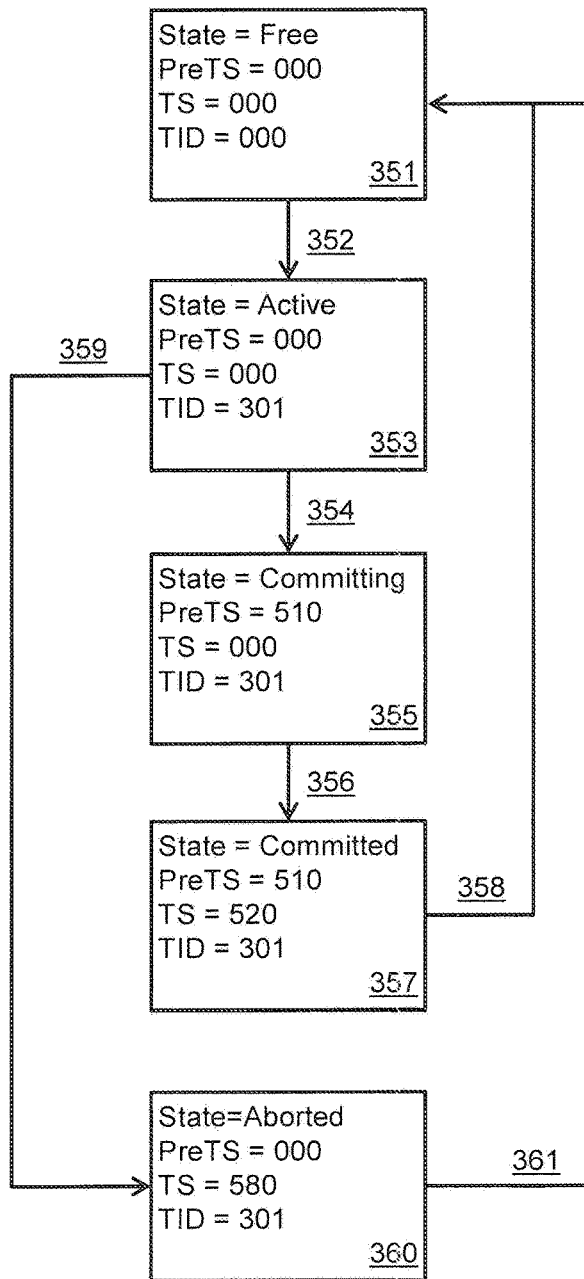 State = Free
PreTS = 000
TS = 000
TID = 000
351
352
State = Active
PreTS = 000
TS = 000
TID = 301
353
359
354
State = Committing
PreTS = 510
TS = 000
TID = 301
355
356
State = Committed
PreTS = 510
TS = 520
TID = 301
357
358
State=Aborted
PreTS = 000
TS = 580
TID = 301
360
361